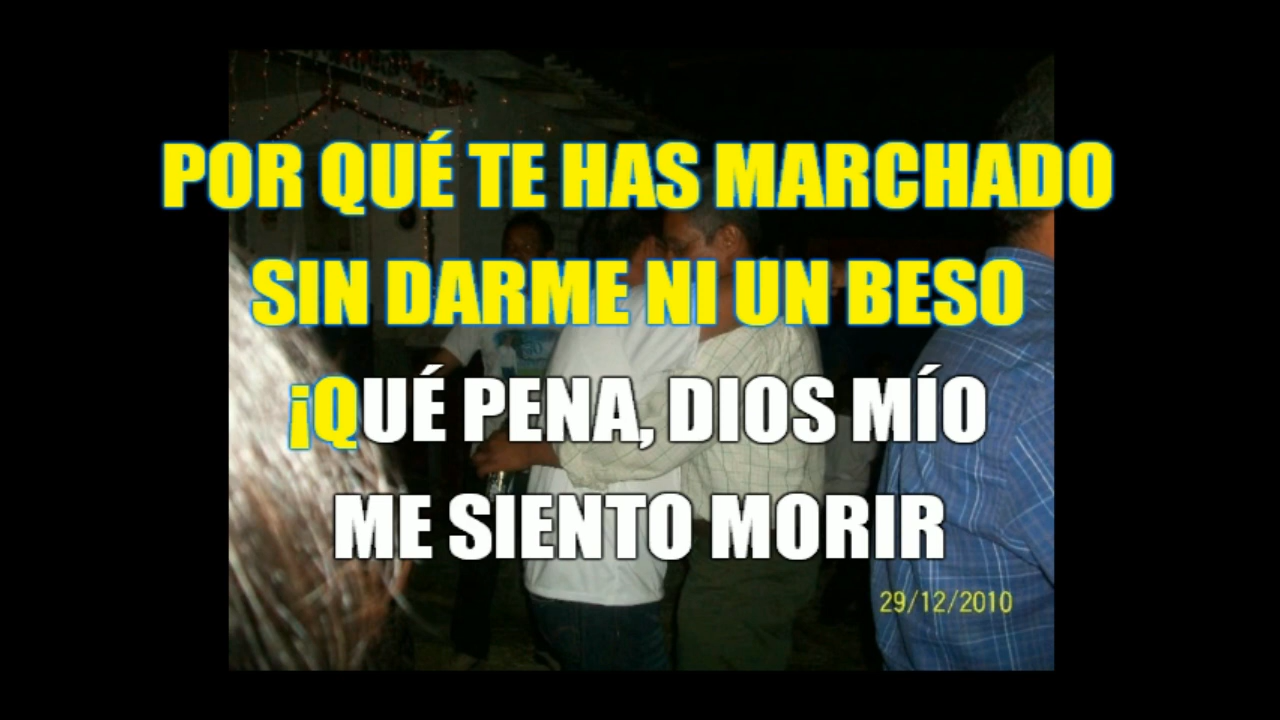 POR QUÉ TE HAS MARCHADO
SIN DARME NI UN BESO
¡QUÉ PENA, DIOS MÍO
ME SIENTO MORIR
29/12/2010